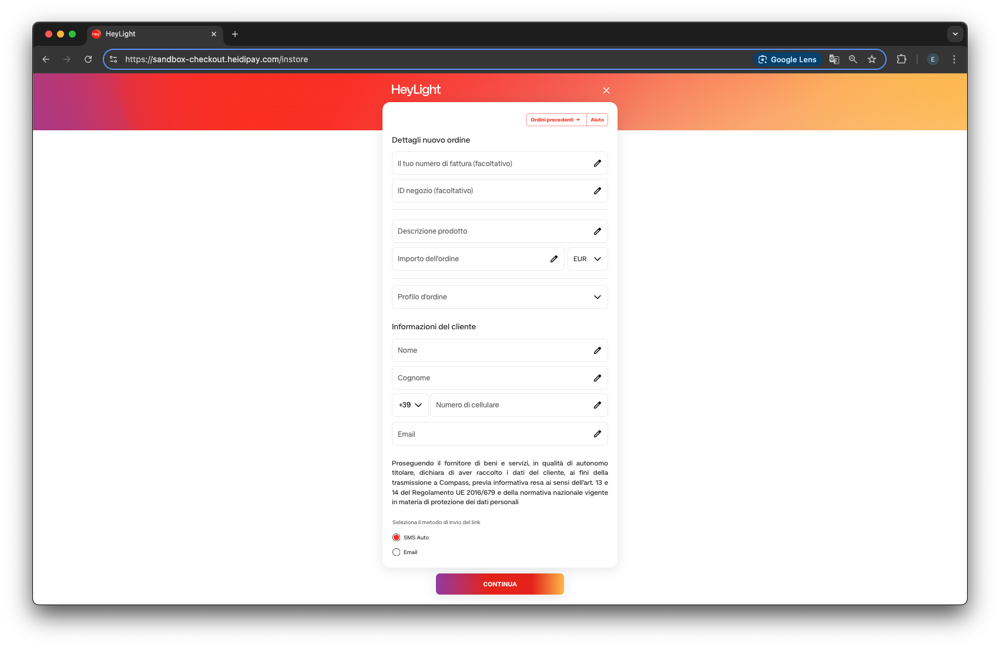 Hey HeyLight
https://sandbox-checkout.heidipay.com/instore
Google Lens
E
HeyLight
Ordini precedenti
Aiuto
Dettagli nuovo ordine
Il tuo numero di fattura (facoltativo)
ID negozio (facoltativo)
Descrizione prodotto
Importo dell'ordine
EUR
Profilo d'ordine
Informazioni del cliente
Nome
Cognome
+39
Numero di cellulare
Email
Proseguendo il fornitore di beni e servizi, in qualità di autonomo
titolare, dichiara di aver raccolto i dati del cliente, ai fini della
trasmissione a Compass, previa informativa resa ai sensi dell'art. 13 e
14 del Regolamento UE 2016/679 e della normativa nazionale vigente
in materia di protezione dei dati personali
Seleziona il metodo di invio del link
SMS Auto
Email
CONTINUA